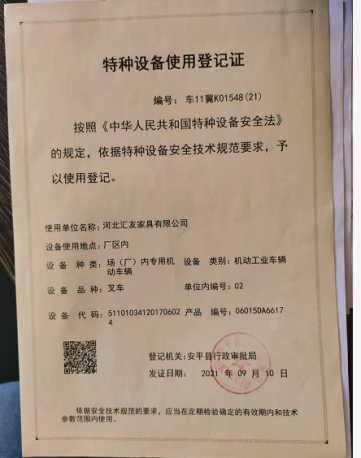 特种设备使用登记证
编号: 车11冀K01548(21)
按照《中华人民共和国特种设备安全法》
的规定，依据特种设备安全技术规范要求，予
以使用登记。
使用单位名称: 河北汇友家具有限公司
设备使用地点: 厂区内
设备 种类: 场（厂）内专用机动车辆 设备 类别: 机动工业车辆
设备 品种: 叉车 单位内编号: 02
设备 代码: 511010341201706024 产品 编号: 06015DA6617
登记机关: 安平县行政审批局
发证日期: 2021 年 09 月 10 日
依据安全技术规范的要求，应当在定期检验确定的有效期内和技术
参数范围内使用。